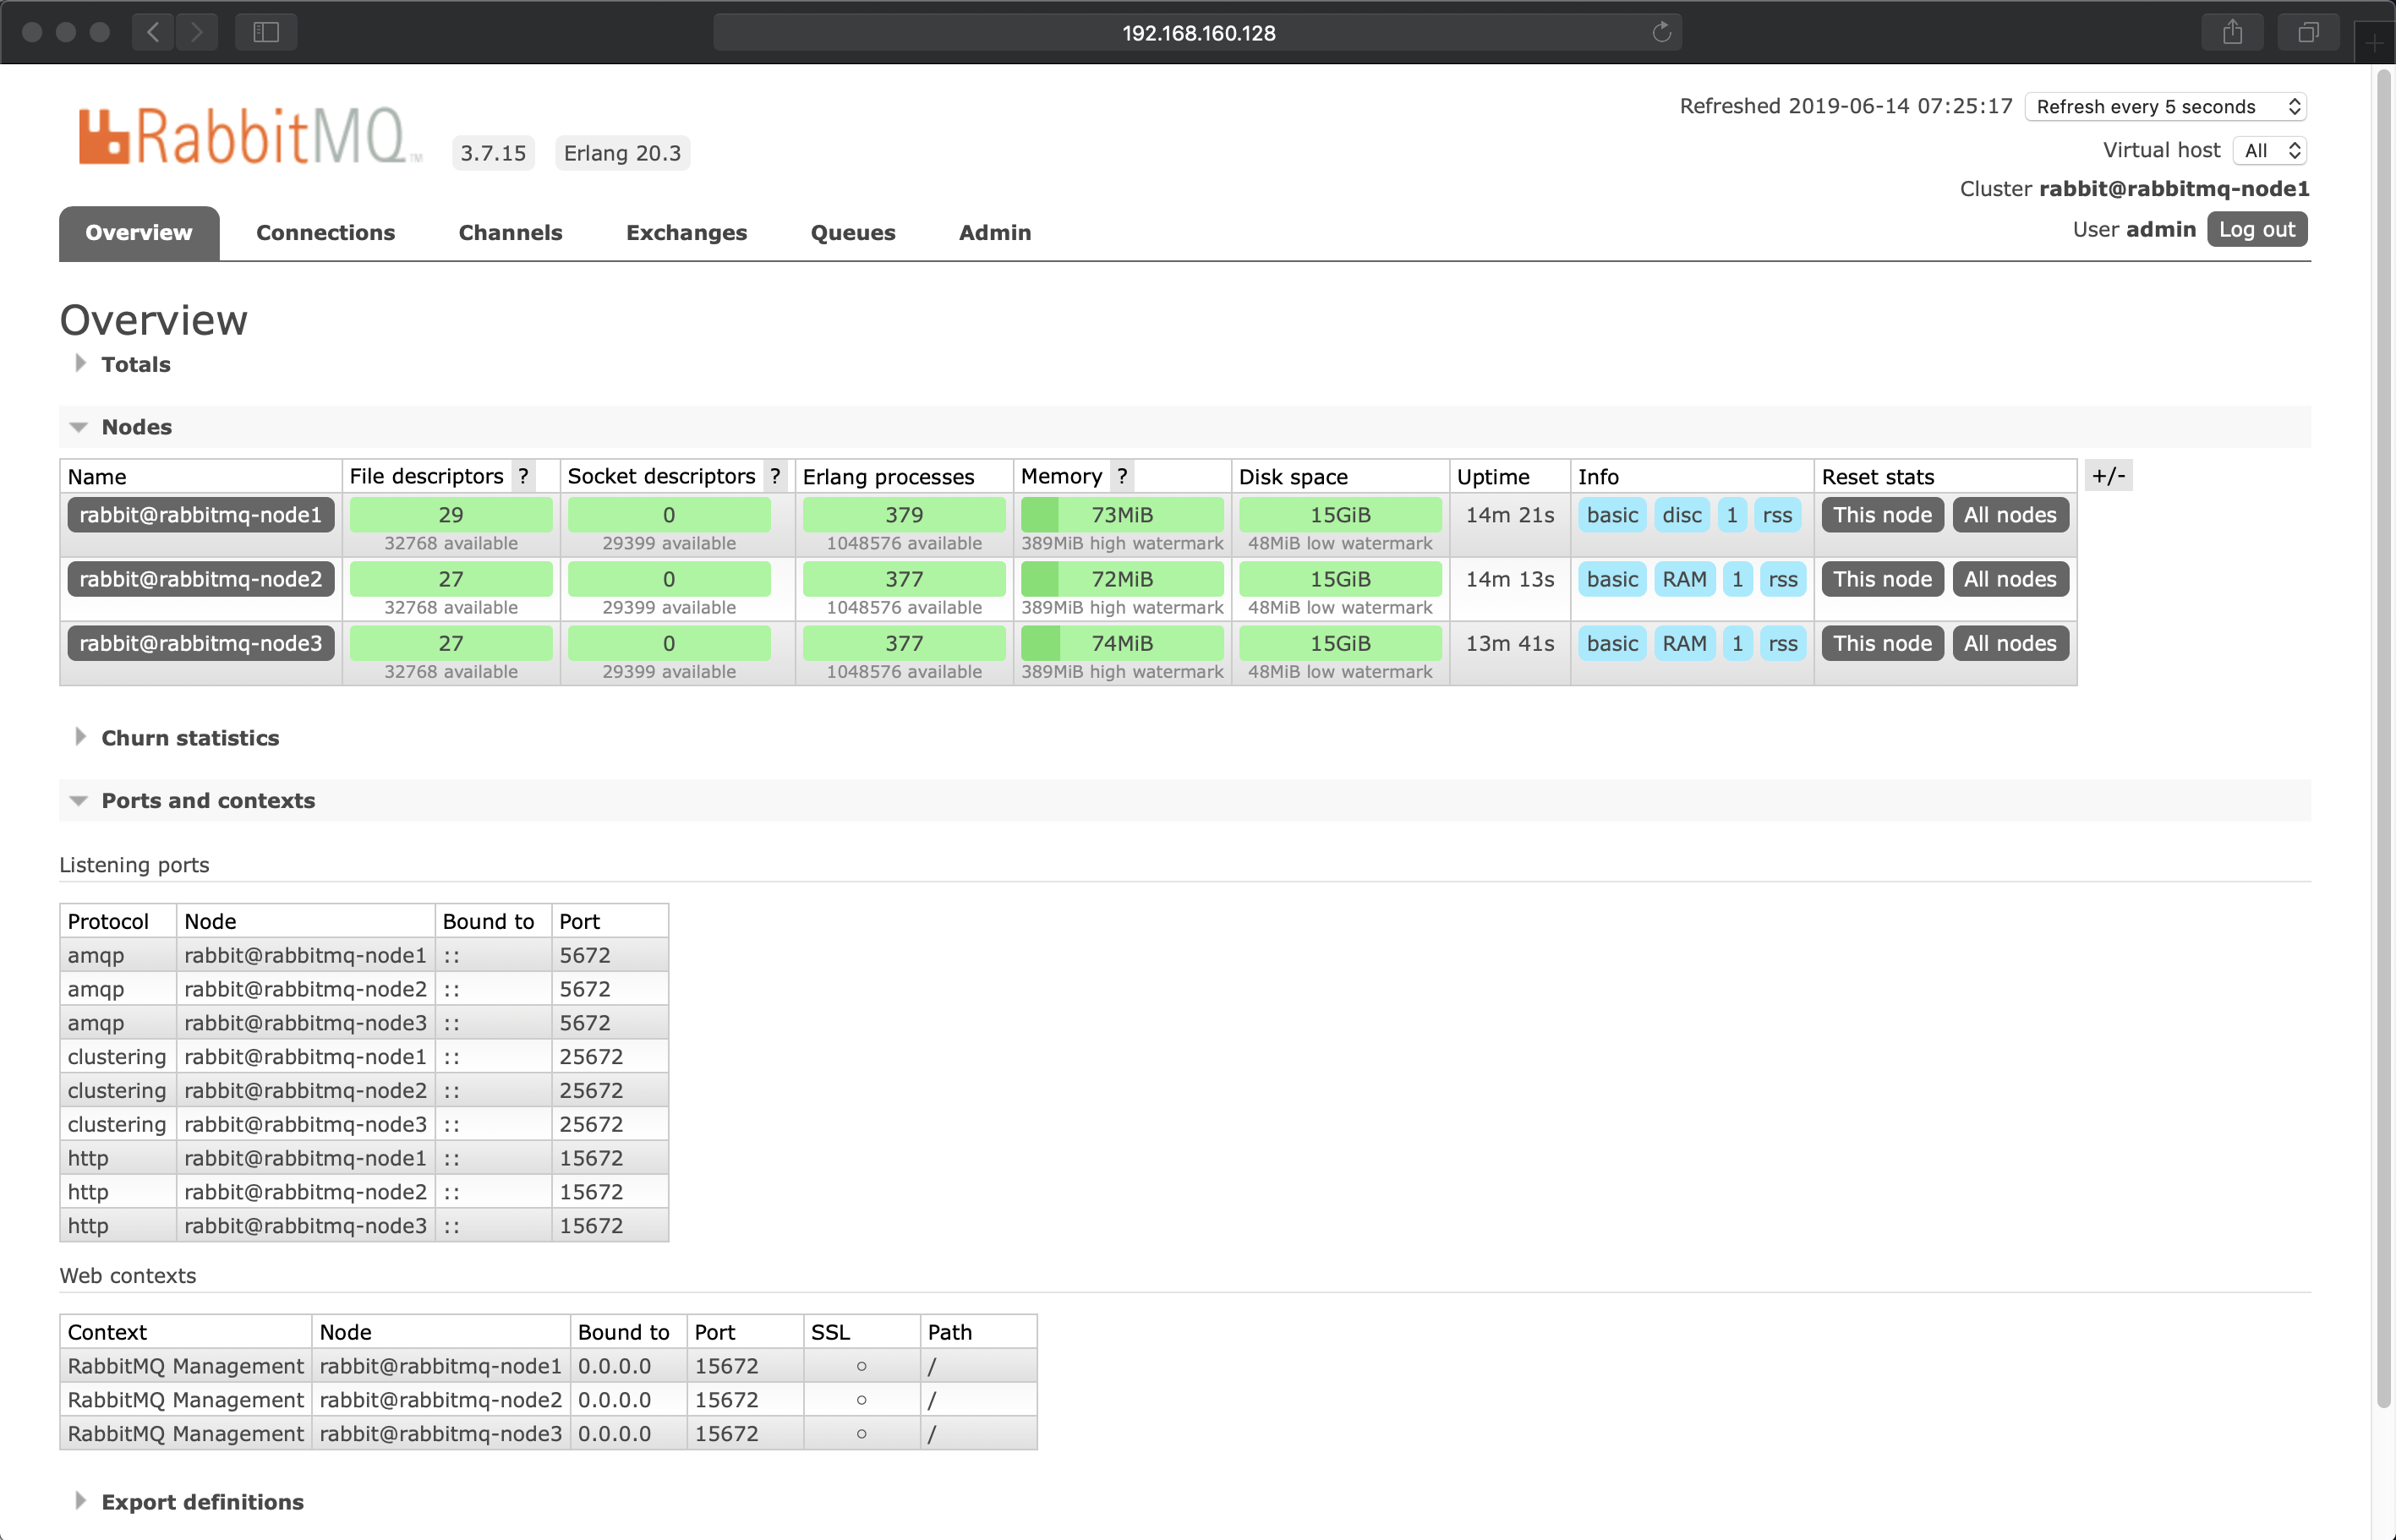 192.168.160.128
RabbitMQ™ 3.7.15 Erlang 20.3
Refreshed 2019-06-14 07:25:17 Refresh every 5 seconds
Virtual host All
Cluster rabbit@rabbitmq-node1
User admin Log out
Overview Connections Channels Exchanges Queues Admin
Overview
Totals
Nodes
Name File descriptors ? Socket descriptors ? Erlang processes Memory ? Disk space Uptime Info Reset stats +/-
rabbit@rabbitmq-node1 29 0 379 73MiB 15GiB 14m 21s basic disc 1 rss This node All nodes
32768 available 29399 available 1048576 available 389MiB high watermark 48MiB low watermark
rabbit@rabbitmq-node2 27 0 377 72MiB 15GiB 14m 13s basic RAM 1 rss This node All nodes
32768 available 29399 available 1048576 available 389MiB high watermark 48MiB low watermark
rabbit@rabbitmq-node3 27 0 377 74MiB 15GiB 13m 41s basic RAM 1 rss This node All nodes
32768 available 29399 available 1048576 available 389MiB high watermark 48MiB low watermark
Churn statistics
Ports and contexts
Listening ports
Protocol Node Bound to Port
amqp rabbit@rabbitmq-node1 :: 5672
amqp rabbit@rabbitmq-node2 :: 5672
amqp rabbit@rabbitmq-node3 :: 5672
clustering rabbit@rabbitmq-node1 :: 25672
clustering rabbit@rabbitmq-node2 :: 25672
clustering rabbit@rabbitmq-node3 :: 25672
http rabbit@rabbitmq-node1 :: 15672
http rabbit@rabbitmq-node2 :: 15672
http rabbit@rabbitmq-node3 :: 15672
Web contexts
Context Node Bound to Port SSL Path
RabbitMQ Management rabbit@rabbitmq-node1 0.0.0.0 15672 ○ /
RabbitMQ Management rabbit@rabbitmq-node2 0.0.0.0 15672 ○ /
RabbitMQ Management rabbit@rabbitmq-node3 0.0.0.0 15672 ○ /
Export definitions